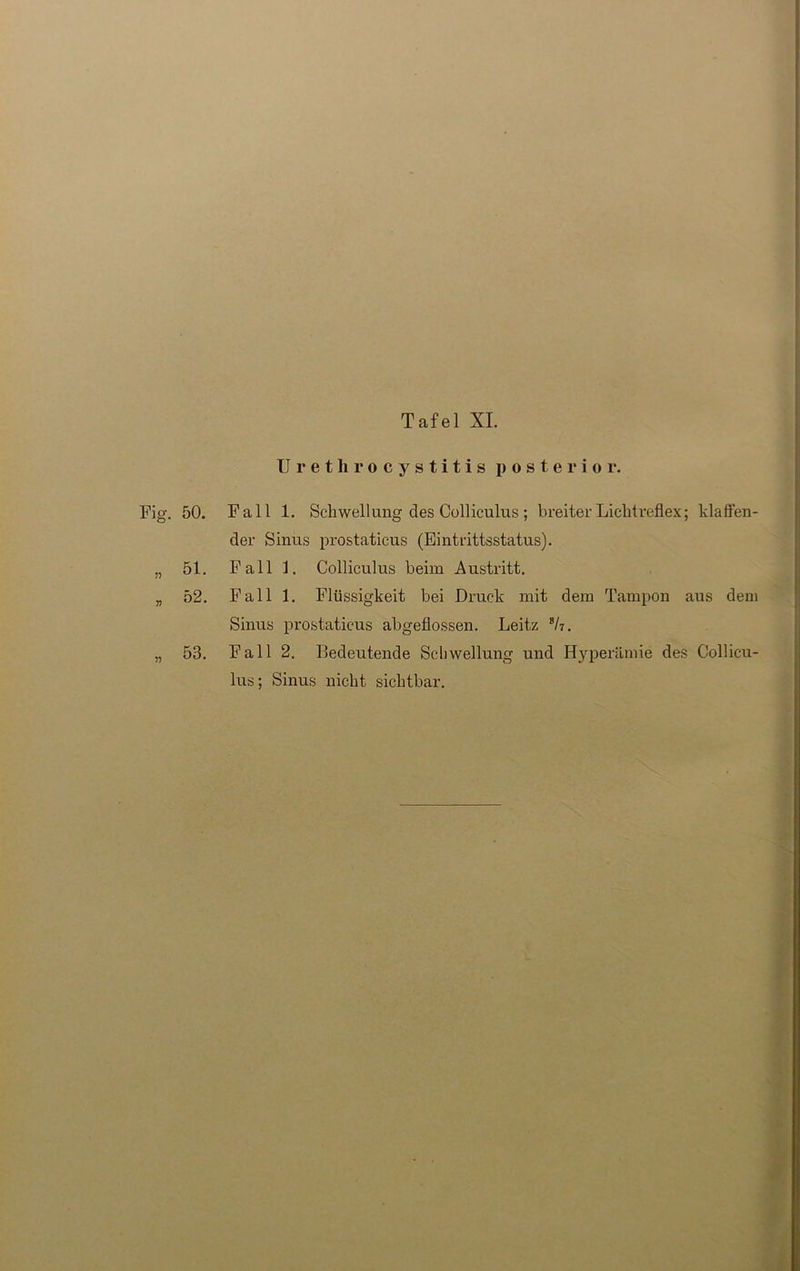 Tafel XI.
Urethrocystitis posterior.
Fig. 50. Fall 1. Schwellung des Colliculus; breiter Lichtreflex; klaffen-
der Sinus prostaticus (Eintrittsstatus).
„ 51. Fall 1. Colliculus beim Austritt.
„ 52. Fall 1. Flüssigkeit bei Druck mit dem Tampon aus dem
Sinus prostaticus abgeflossen. Leitz 8/7.
„ 53. Fall 2. Bedeutende Schwellung und Hyperämie des Collicu-
lus; Sinus nicht sichtbar.